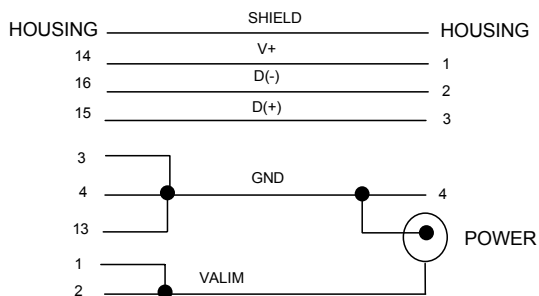 SHIELD
HOUSING HOUSING
14 V+ 1
16 D(-) 2
15 D(+) 3
3
4 GND 4
13
POWER
1
2 VALIM